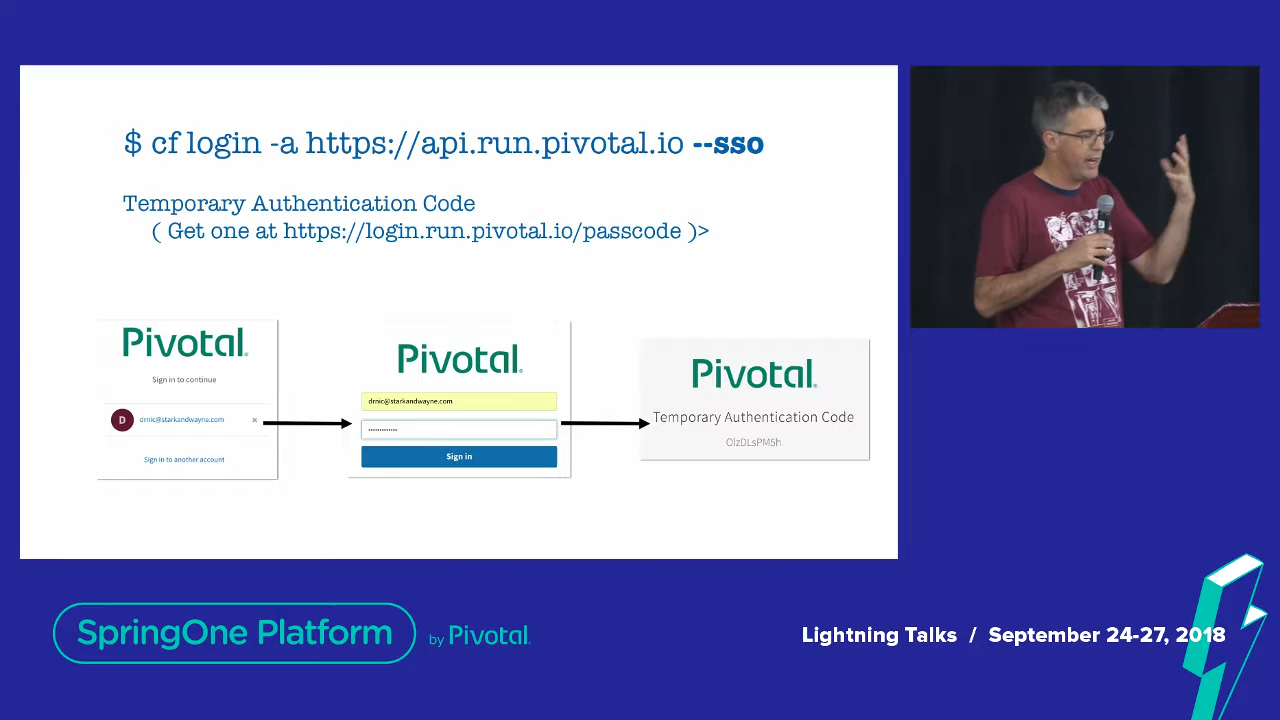 $ cf login -a https://api.run.pivotal.io --sso
Temporary Authentication Code
( Get one at https://login.run.pivotal.io/passcode )>
Pivotal.
Sign in to continue
D
drnic@starkandwayne.com
×
Sign in to another account
Pivotal.
drnic@starkandwayne.com
••••••••••••
Sign in
Pivotal.
Temporary Authentication Code
OlzDLsPM5h
SpringOne Platform
by Pivotal.
Lightning Talks / September 24-27, 2018